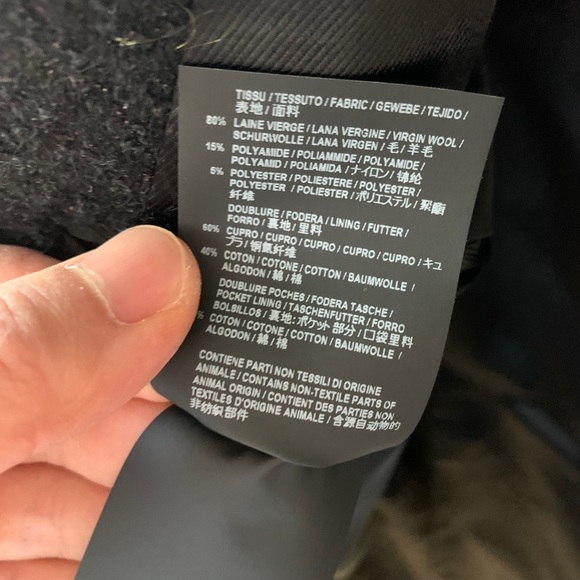 TISSU / TESSUTO / FABRIC / GEWEBE / TEJIDO /
表地 / 面料
80% LAINE VIERGE / LANA VERGINE / VIRGIN WOOL /
SCHURWOLLE / LANA VIRGEN / 毛 / 羊毛
15% POLYAMIDE / POLIAMMIDE / POLYAMIDE /
POLYAMID / POLIAMIDA / ナイロン / 锦纶
5% POLYESTER / POLIESTERE / POLYESTER /
POLYESTER / POLIESTER / ポリエステル / 聚酯
纤维
DOUBLURE / FODERA / LINING / FUTTER /
FORRO / 裏地 / 里料
60% CUPRO / CUPRO / CUPRO / CUPRO / CUPRO / キュ
プラ / 铜氨纤维
40% COTON / COTONE / COTTON / BAUMWOLLE /
ALGODON / 綿 / 棉
DOUBLURE POCHES / FODERA TASCHE /
POCKET LINING / TASCHENFUTTER / FORRO
BOLSILLOS / 裏地:ポケット部分 / 口袋里料
% COTON / COTONE / COTTON / BAUMWOLLE /
ALGODON / 綿 / 棉
CONTIENE PARTI NON TESSILI DI ORIGINE
ANIMALE / CONTAINS NON-TEXTILE PARTS OF
ANIMAL ORIGIN / CONTIENT DES PARTIES NON
TEXTILES D'ORIGINE ANIMALE / 含源自动物的
非纺织部件